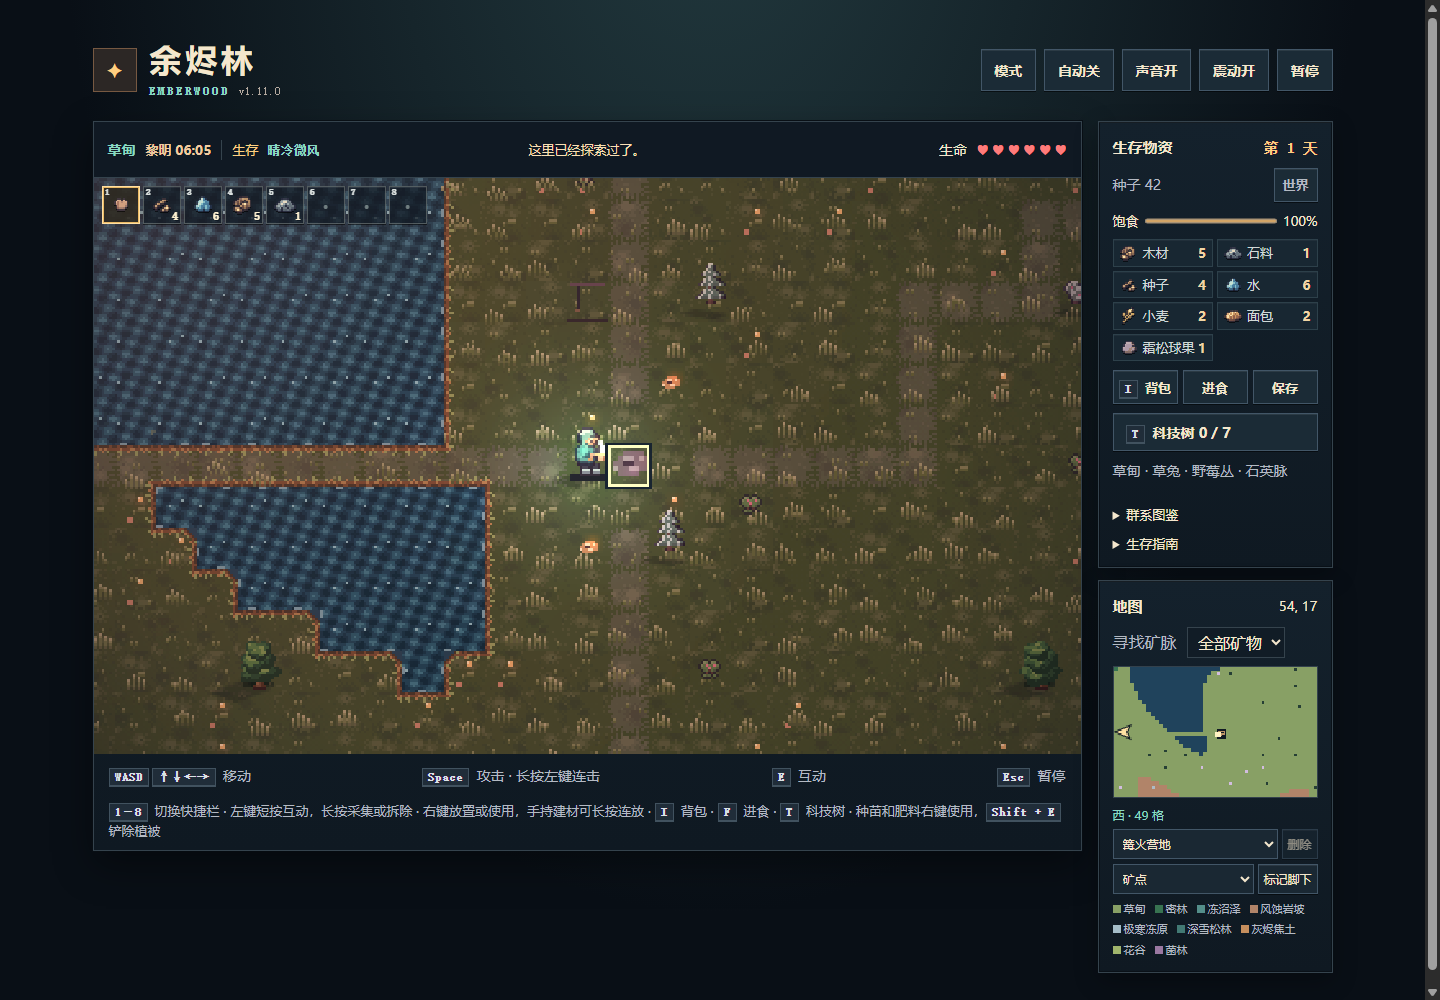 余烬林
EMBERWOOD v1.11.0
模式 自动关 声音开 震动开 暂停
草甸 黎明 06:05 生存 晴冷微风 这里已经探索过了。 生命
1 2 3 4 5 6 7 8
4 6 5 1
WASD 移动 Space 攻击 · 长按左键连击 E 互动 Esc 暂停
1-8 切换快捷栏 · 左键短按互动，长按采集或拆除 · 右键放置或使用，手持建材可长按连放 · I 背包 · F 进食 · T 科技树 · 种苗和肥料右键使用， Shift + E
铲除植被
生存物资 第 1 天
种子 42 世界
饱食 100%
木材 5 石料 1
种子 4 水 6
小麦 2 面包 2
霜松球果 1
I 背包 进食 保存
T 科技树 0 / 7
草甸 · 草兔 · 野莓丛 · 石英脉
群系图鉴
生存指南
地图 54, 17
寻找矿脉 全部矿物
西 · 49 格
篝火营地 删除
矿点 标记脚下
草甸 密林 冻沼泽 风蚀岩坡
极寒冻原 深雪松林 灰烬焦土
花谷 菌林